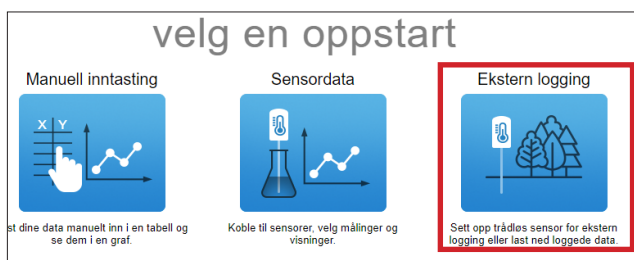 velg en oppstart
Manuell inntasting
X Y
st dine data manuelt inn i en tabell og
se dem i en graf.
Sensordata
Koble til sensorer, velg målinger og
visninger.
Ekstern logging
Sett opp trådløs sensor for ekstern
logging eller last ned loggede data.